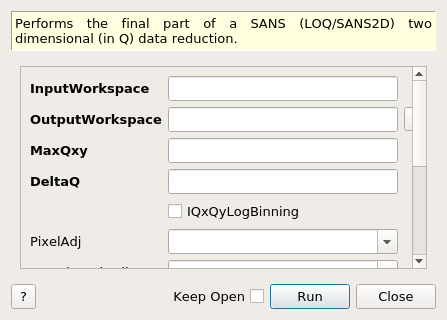 Performs the final part of a SANS (LOQ/SANS2D) two
dimensional (in Q) data reduction.
InputWorkspace
OutputWorkspace
MaxQxy
DeltaQ
IQxQyLogBinning
PixelAdj
? Keep Open Run Close